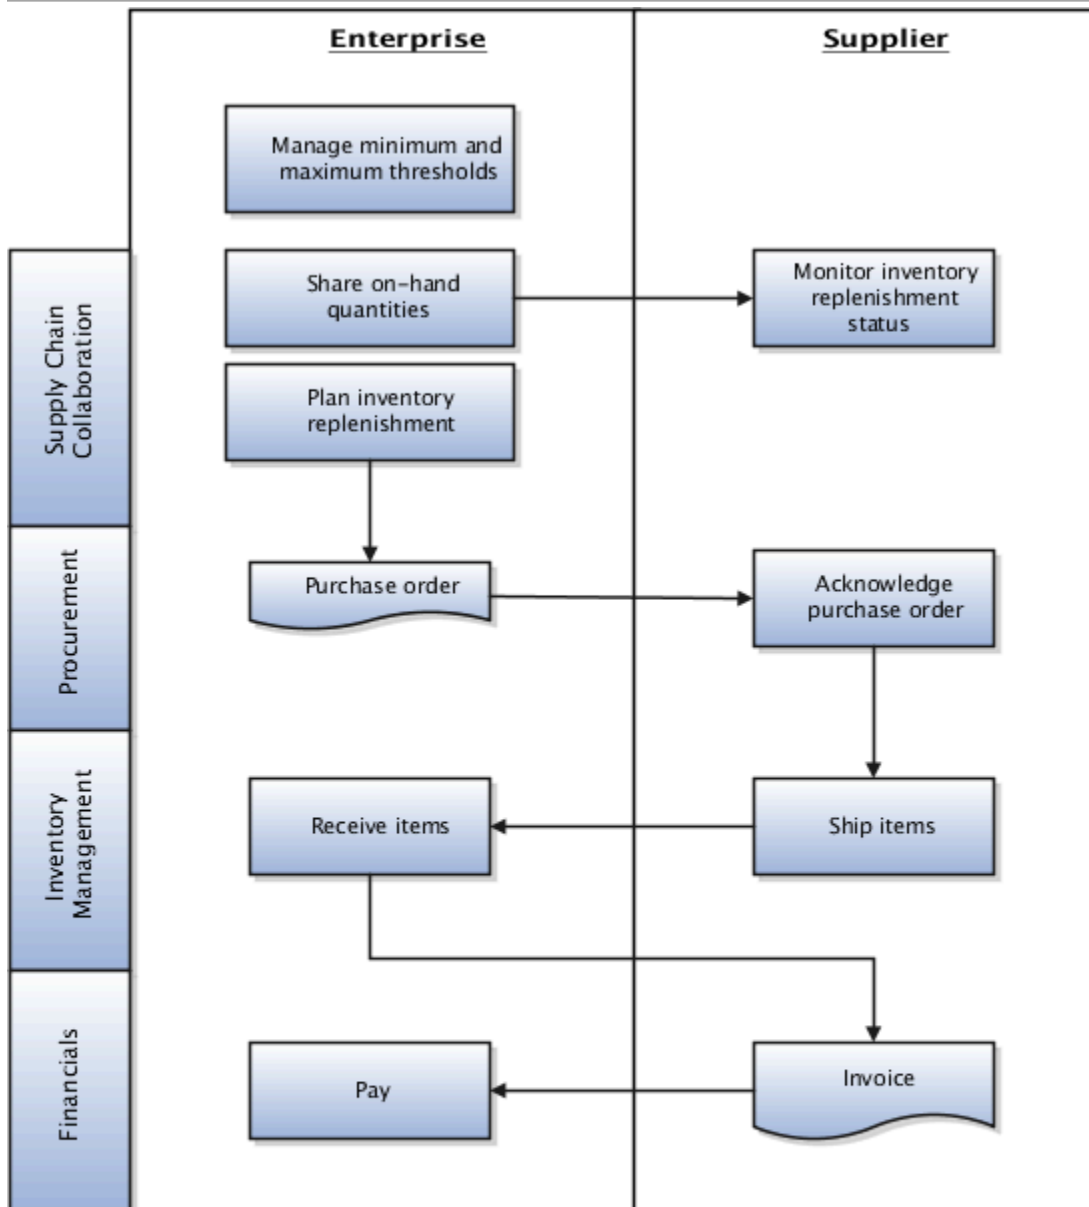 Enterprise
Supplier
Manage minimum and
maximum thresholds
Supply Chain
Collaboration
Share on-hand
quantities
Monitor inventory
replenishment
status
Plan inventory
replenishment
Procurement
Purchase order
Acknowledge
purchase order
Inventory
Management
Receive items
Ship items
Financials
Pay
Invoice